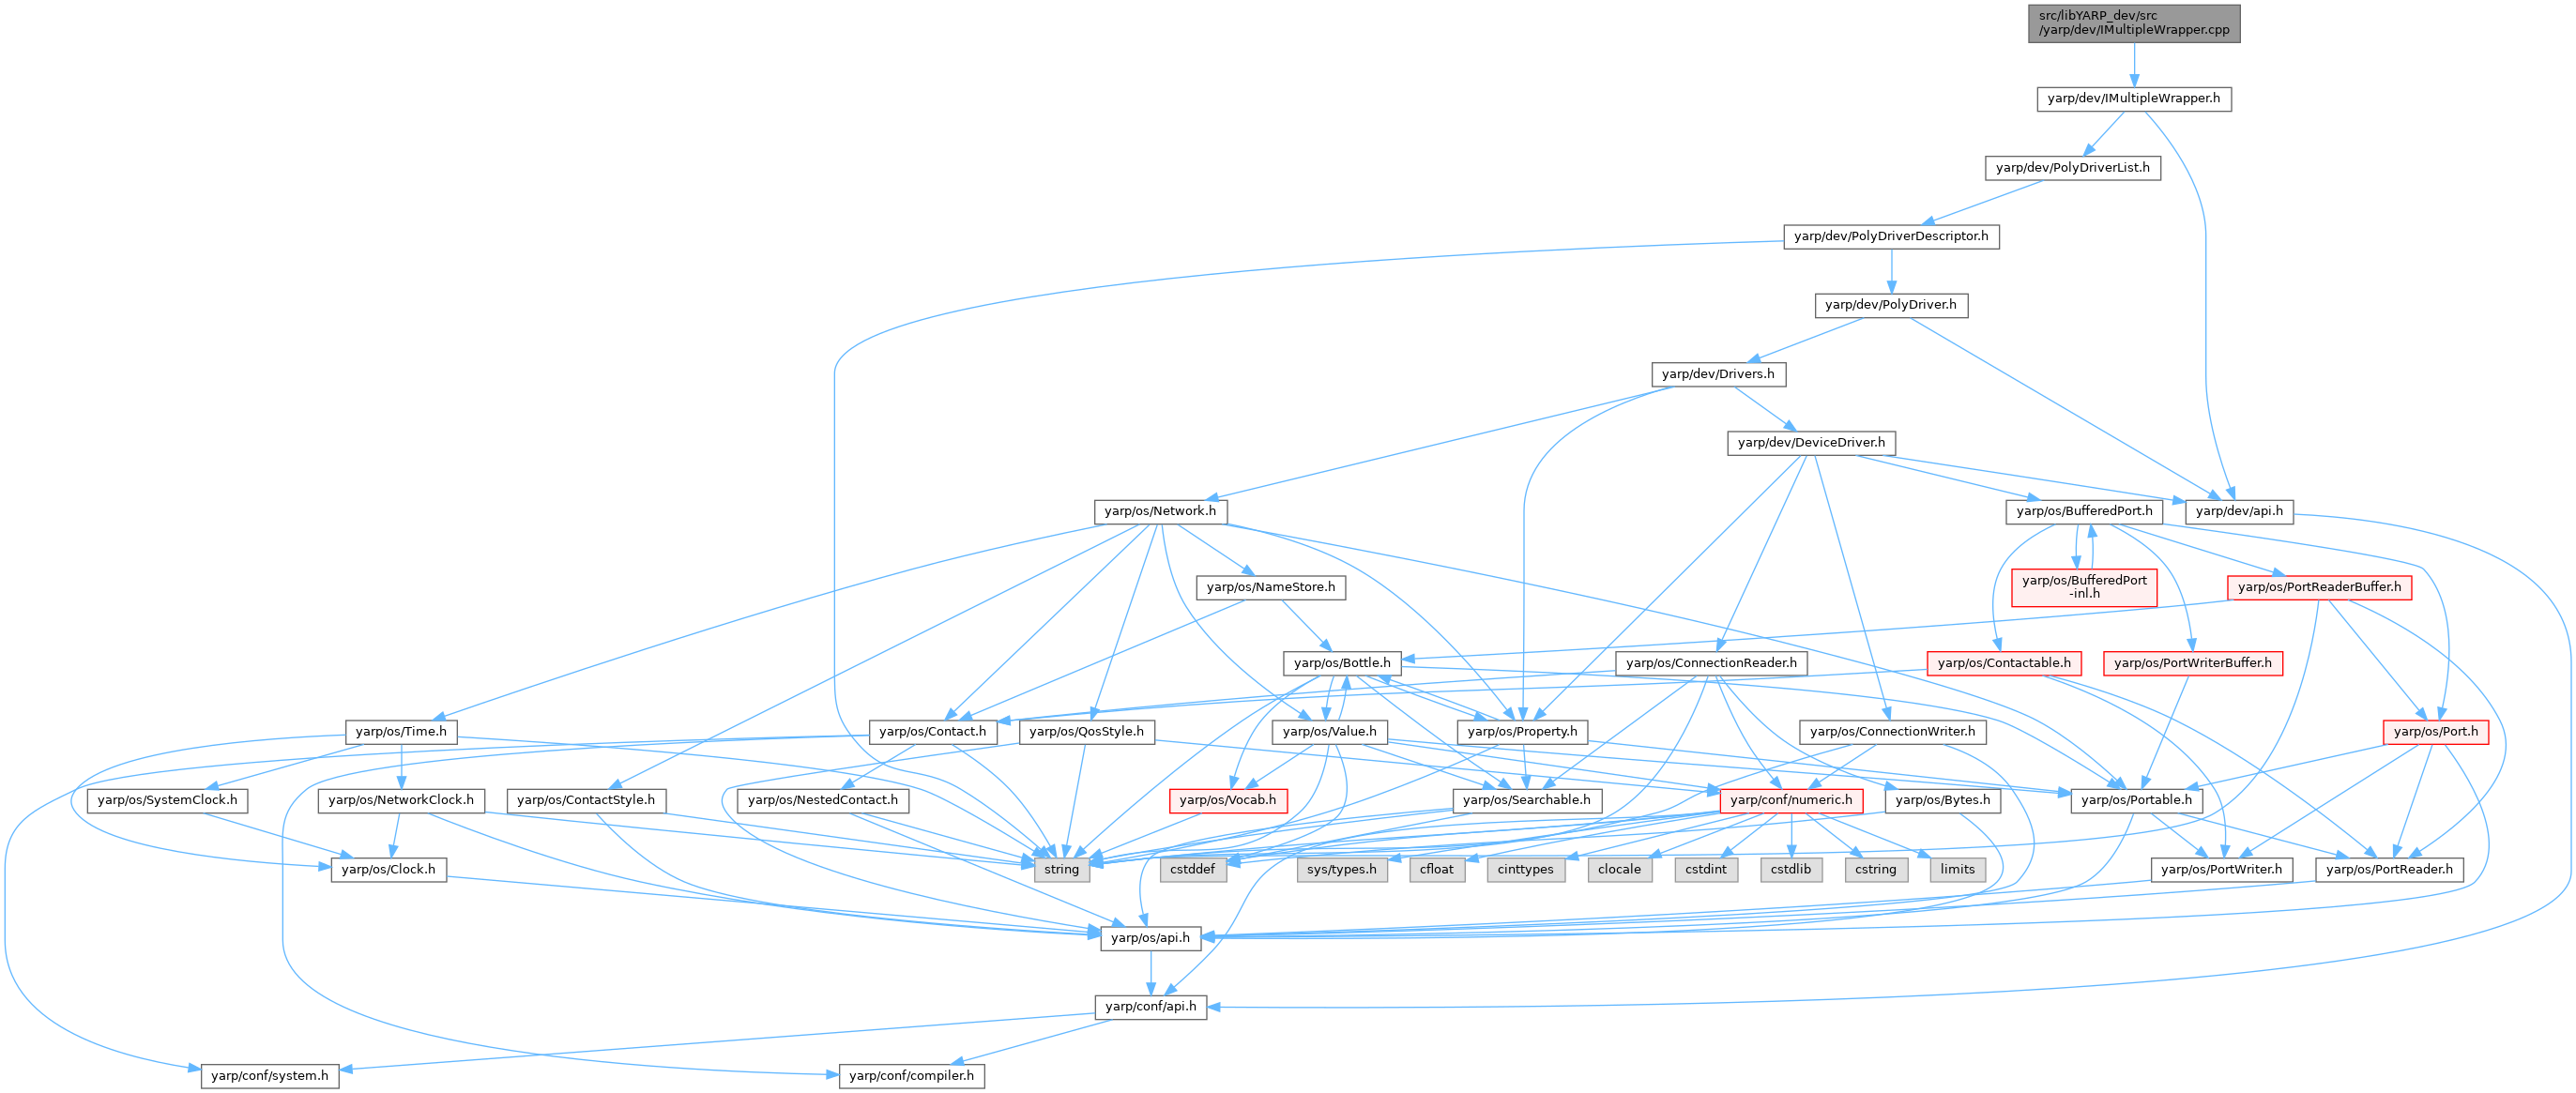 src/libYARP_dev/src
/yarp/dev/IMultipleWrapper.cpp
yarp/dev/IMultipleWrapper.h
yarp/dev/PolyDriverList.h
yarp/dev/PolyDriverDescriptor.h
yarp/dev/PolyDriver.h
yarp/dev/Drivers.h
yarp/dev/DeviceDriver.h
yarp/os/Network.h
yarp/os/BufferedPort.h
yarp/dev/api.h
yarp/os/NameStore.h
yarp/os/BufferedPort
-inl.h
yarp/os/PortReaderBuffer.h
yarp/os/Bottle.h
yarp/os/ConnectionReader.h
yarp/os/Contactable.h
yarp/os/PortWriterBuffer.h
yarp/os/Time.h
yarp/os/Contact.h
yarp/os/QosStyle.h
yarp/os/Value.h
yarp/os/Property.h
yarp/os/ConnectionWriter.h
yarp/os/Port.h
yarp/os/SystemClock.h
yarp/os/NetworkClock.h
yarp/os/ContactStyle.h
yarp/os/NestedContact.h
yarp/os/Vocab.h
yarp/os/Searchable.h
yarp/conf/numeric.h
yarp/os/Bytes.h
yarp/os/Portable.h
yarp/os/Clock.h
string
cstddef
sys/types.h
cfloat
cinttypes
clocale
cstdint
cstdlib
cstring
limits
yarp/os/PortWriter.h
yarp/os/PortReader.h
yarp/os/api.h
yarp/conf/api.h
yarp/conf/system.h
yarp/conf/compiler.h